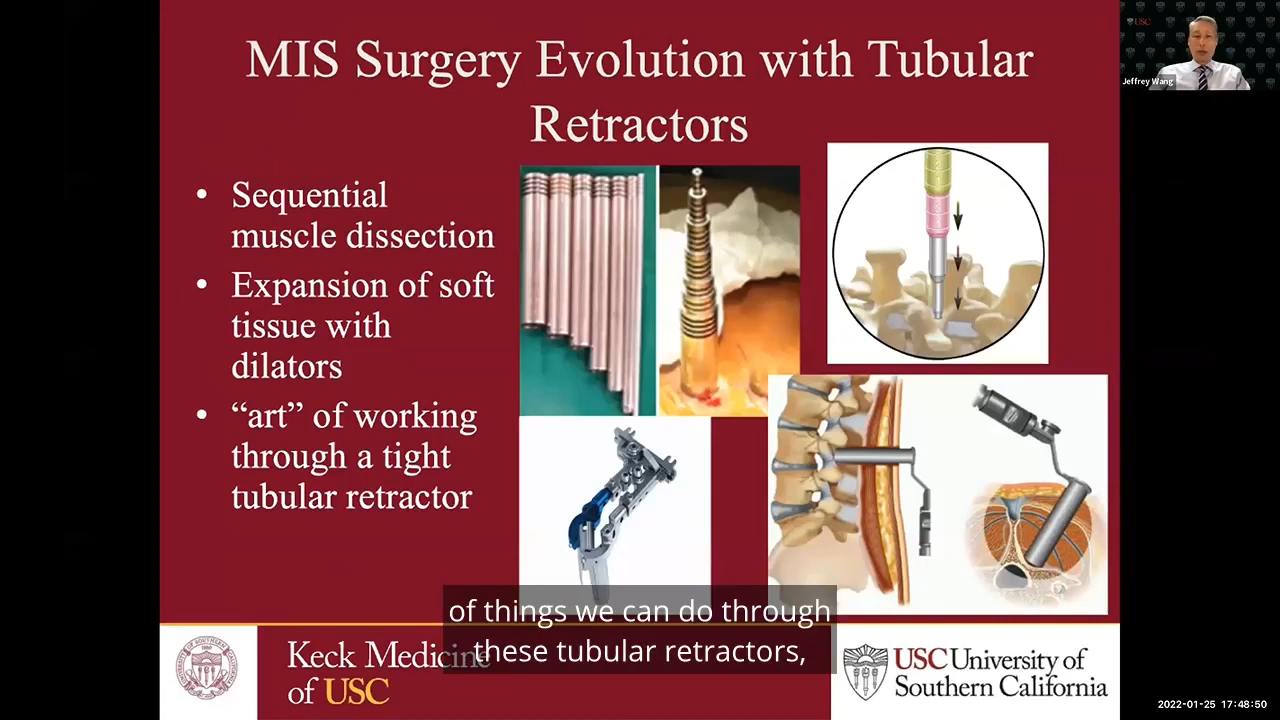 MIS Surgery Evolution with Tubular
Retractors
• Sequential
muscle dissection
• Expansion of soft
tissue with
dilators
• “art” of working
through a tight
tubular retractor
of things we can do through
these tubular retractors,
Keck Medicine
of USC
USC University of
Southern California
USC
Jeffrey Wang
2022-01-25 17:48:50